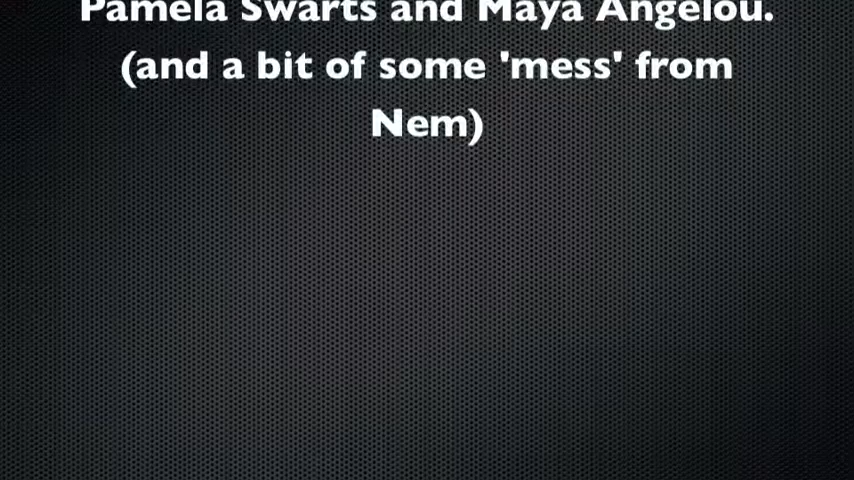 Pamela Swarts and Maya Angelou.
(and a bit of some 'mess' from
Nem)